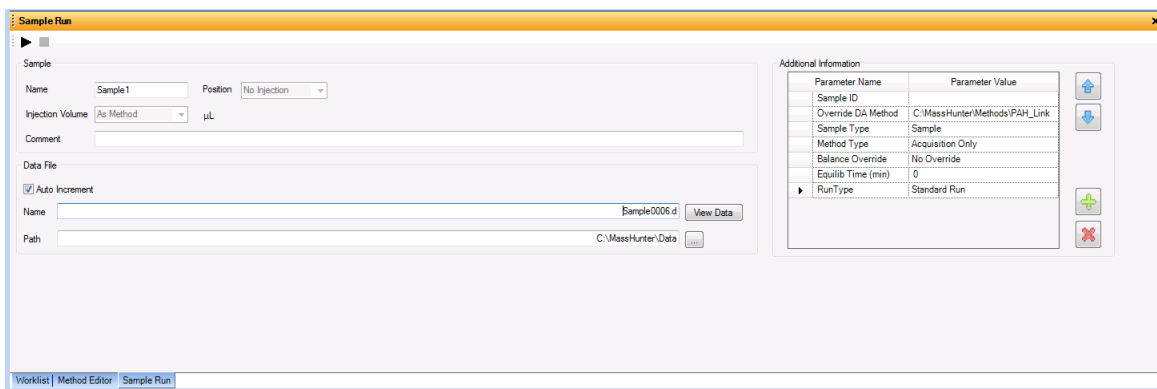 Sample Run
Sample
Name Sample1 Position No Injection
Injection Volume As Method µL
Comment
Data File
Auto Increment
Name Sample0006.d View Data
Path C:\MassHunter\Data ...
Additional Information
Parameter Name Parameter Value
Sample ID
Override DA Method C:\MassHunter\Methods\PAH_Link
Sample Type Sample
Method Type Acquisition Only
Balance Override No Override
Equilib Time (min) 0
RunType Standard Run
Worklist Method Editor Sample Run